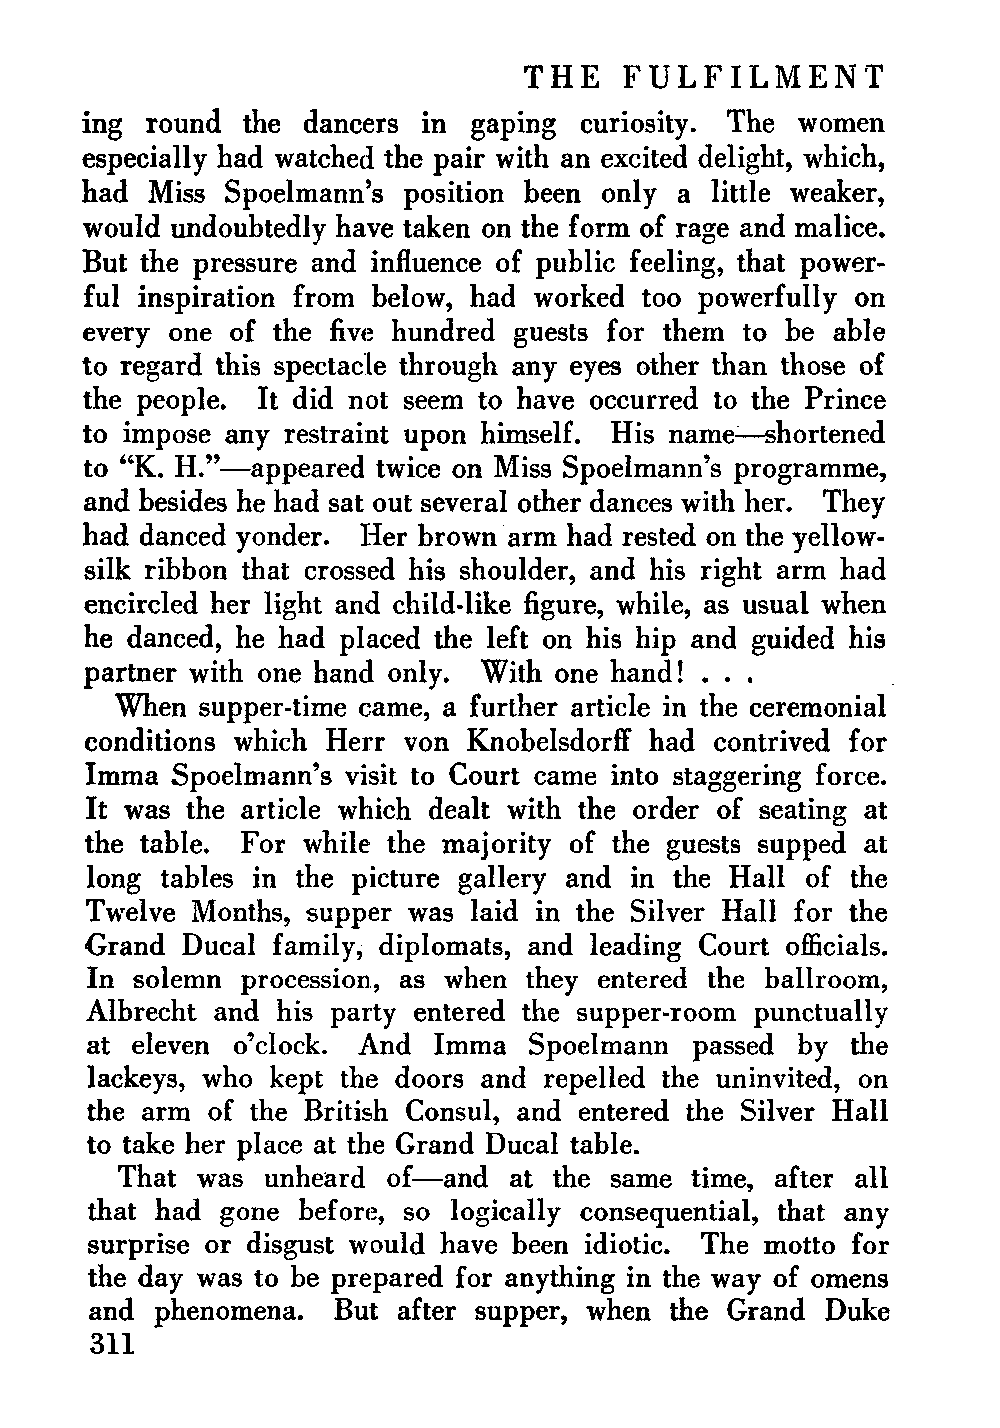 THE FULFILMENT
ing round the dancers in gaping curiosity. The women
especially had watched the pair with an excited delight, which,
had Miss Spoelmann's position been only a little weaker,
would undoubtedly have taken on the form of rage and malice.
But the pressure and influence of public feeling, that power-
ful inspiration from below, had worked too powerfully on
every one of the five hundred guests for them to be able
to regard this spectacle through any eyes other than those of
the people. It did not seem to have occurred to the Prince
to impose any restraint upon himself. His name—shortened
to “K. H.”—appeared twice on Miss Spoelmann's programme,
and besides he had sat out several other dances with her. They
had danced yonder. Her brown arm had rested on the yellow-
silk ribbon that crossed his shoulder, and his right arm had
encircled her light and child-like figure, while, as usual when
he danced, he had placed the left on his hip and guided his
partner with one hand only. With one hand! . . .
When supper-time came, a further article in the ceremonial
conditions which Herr von Knobelsdorff had contrived for
Imma Spoelmann's visit to Court came into staggering force.
It was the article which dealt with the order of seating at
the table. For while the majority of the guests supped at
long tables in the picture gallery and in the Hall of the
Twelve Months, supper was laid in the Silver Hall for the
Grand Ducal family, diplomats, and leading Court officials.
In solemn procession, as when they entered the ballroom,
Albrecht and his party entered the supper-room punctually
at eleven o'clock. And Imma Spoelmann passed by the
lackeys, who kept the doors and repelled the uninvited, on
the arm of the British Consul, and entered the Silver Hall
to take her place at the Grand Ducal table.
That was unheard of—and at the same time, after all
that had gone before, so logically consequential, that any
surprise or disgust would have been idiotic. The motto for
the day was to be prepared for anything in the way of omens
and phenomena. But after supper, when the Grand Duke
311